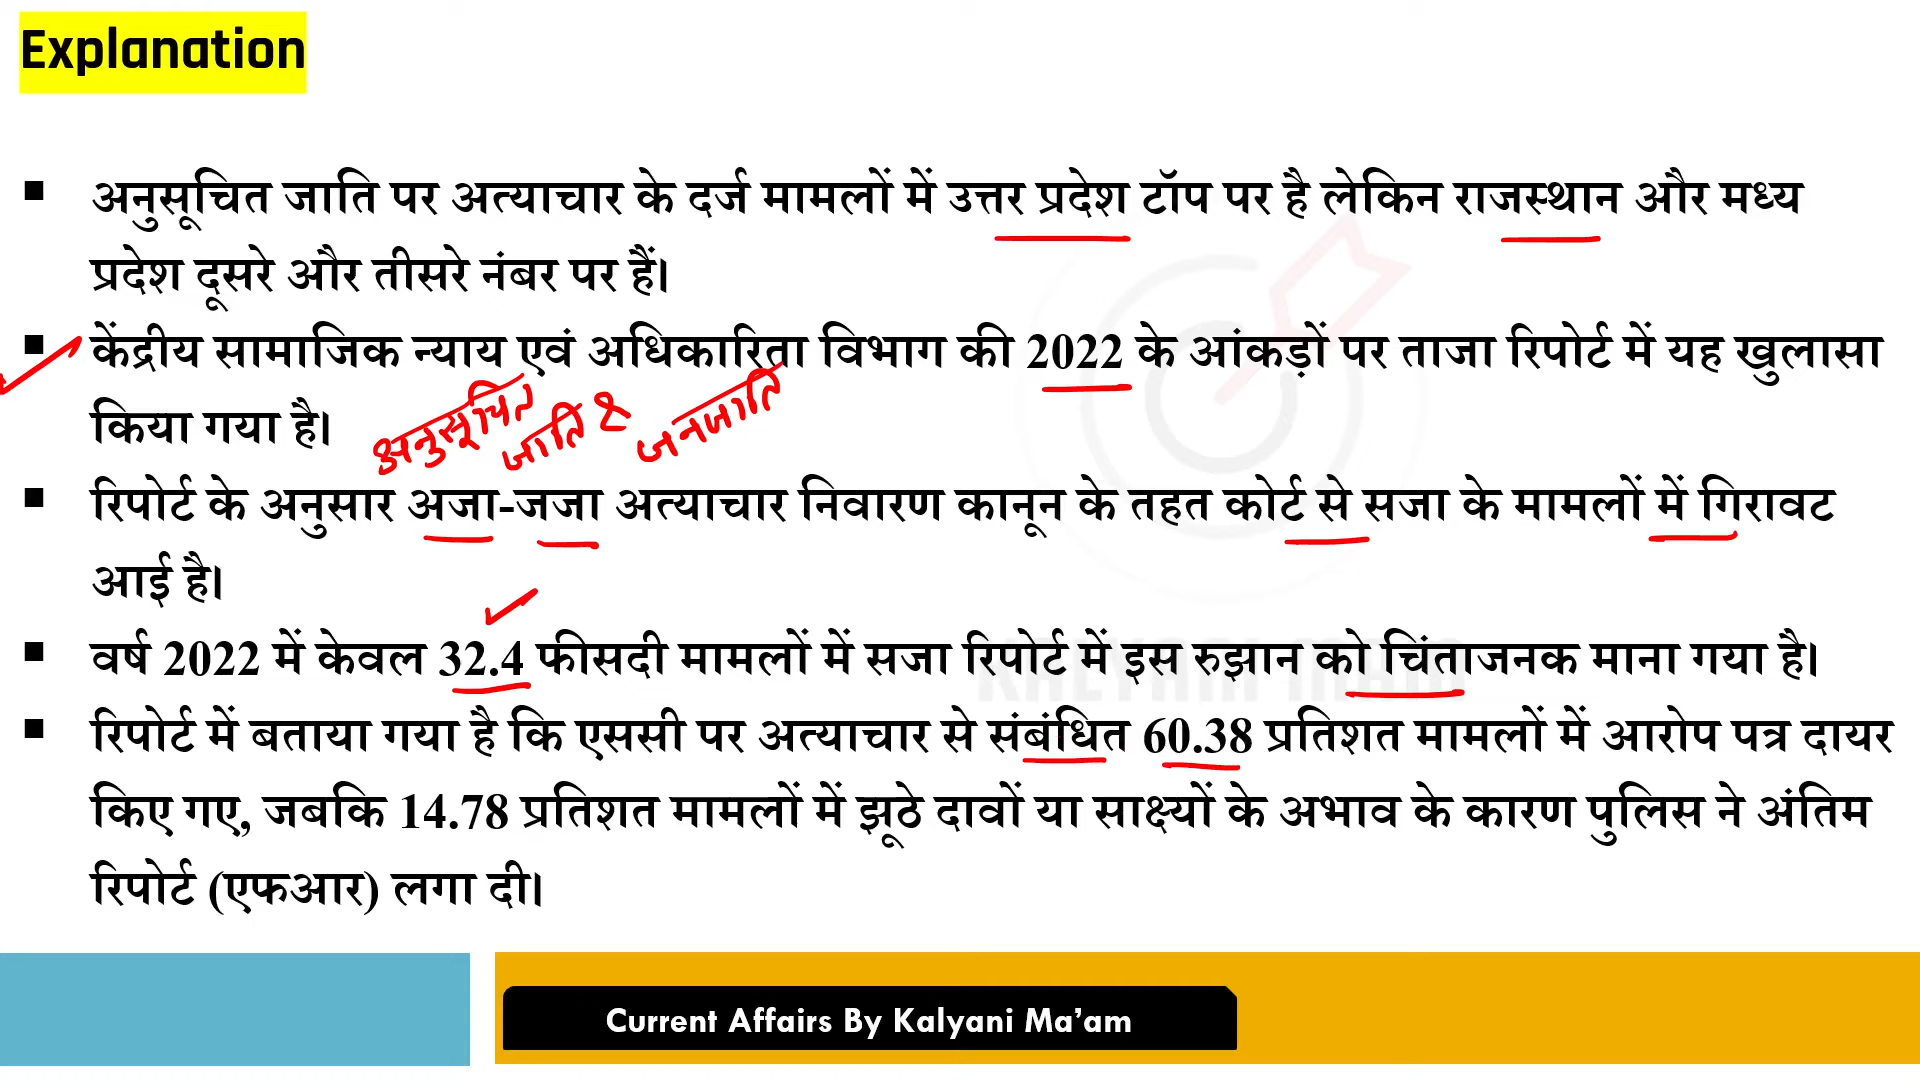 Explanation
▪ अनुसूचित जाति पर अत्याचार के दर्ज मामलों में उत्तर प्रदेश टॉप पर है लेकिन राजस्थान और मध्य
प्रदेश दूसरे और तीसरे नंबर पर हैं।
▪ केंद्रीय सामाजिक न्याय एवं अधिकारिता विभाग की 2022 के आंकड़ों पर ताजा रिपोर्ट में यह खुलासा
किया गया है।
अनुसूचित जाति & जनजाति
▪ रिपोर्ट के अनुसार अजा-जजा अत्याचार निवारण कानून के तहत कोर्ट से सजा के मामलों में गिरावट
आई है।
▪ वर्ष 2022 में केवल 32.4 फीसदी मामलों में सजा रिपोर्ट में इस रुझान को चिंताजनक माना गया है।
KALYANI MA'AM
▪ रिपोर्ट में बताया गया है कि एससी पर अत्याचार से संबंधित 60.38 प्रतिशत मामलों में आरोप पत्र दायर
किए गए, जबकि 14.78 प्रतिशत मामलों में झूठे दावों या साक्ष्यों के अभाव के कारण पुलिस ने अंतिम
रिपोर्ट (एफआर) लगा दी।
Current Affairs By Kalyani Ma’am